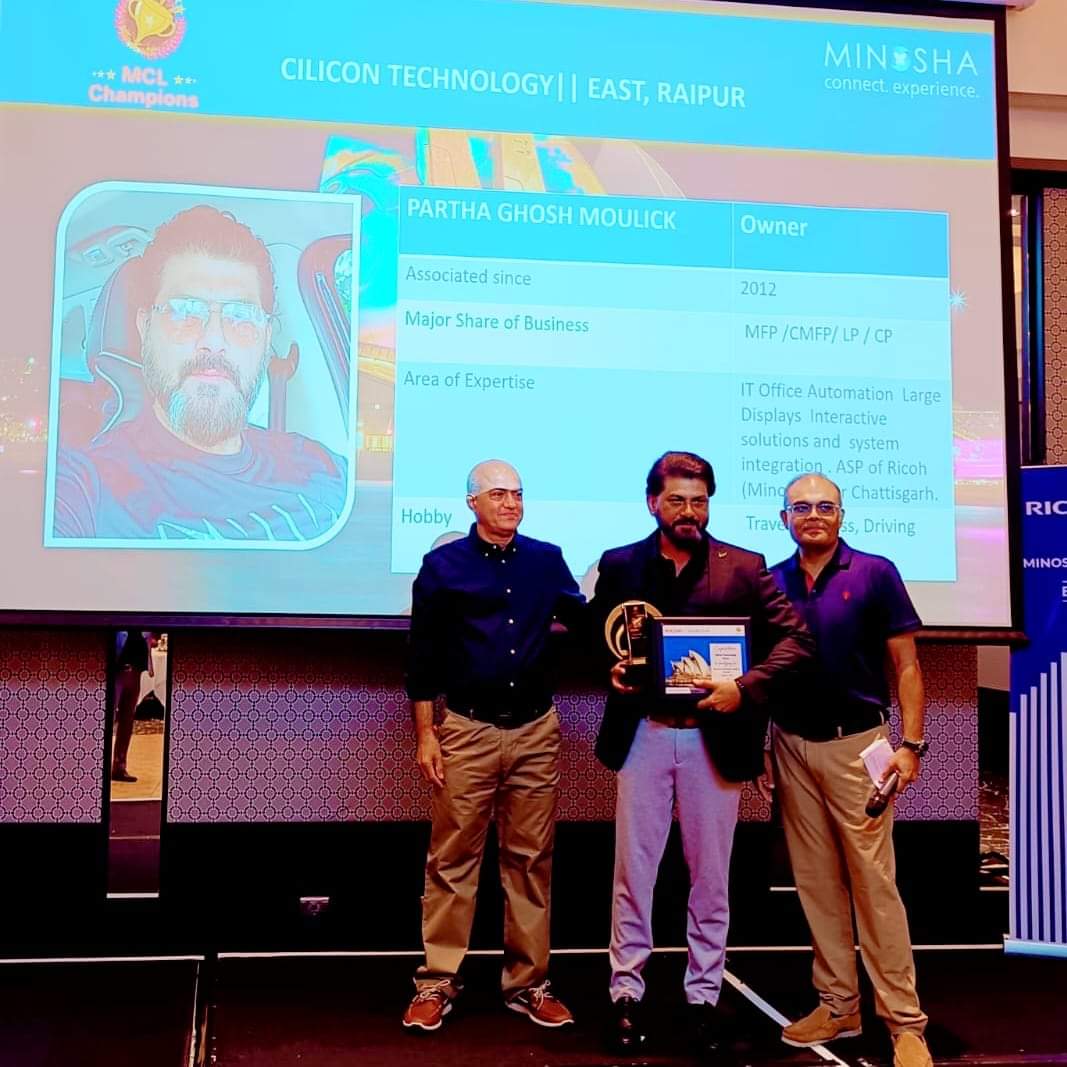 MCL
Champions
CILICON TECHNOLOGY|| EAST, RAIPUR
MINOSHA
connect. experience.
PARTHA GHOSH MOULICK
Owner
Associated since
2012
Major Share of Business
MFP /CMFP/ LP / CP
Area of Expertise
IT Office Automation Large
Displays Interactive
solutions and system
integration . ASP of Ricoh
Chattisgarh.
Hobby
Driving
RIC
MINOS